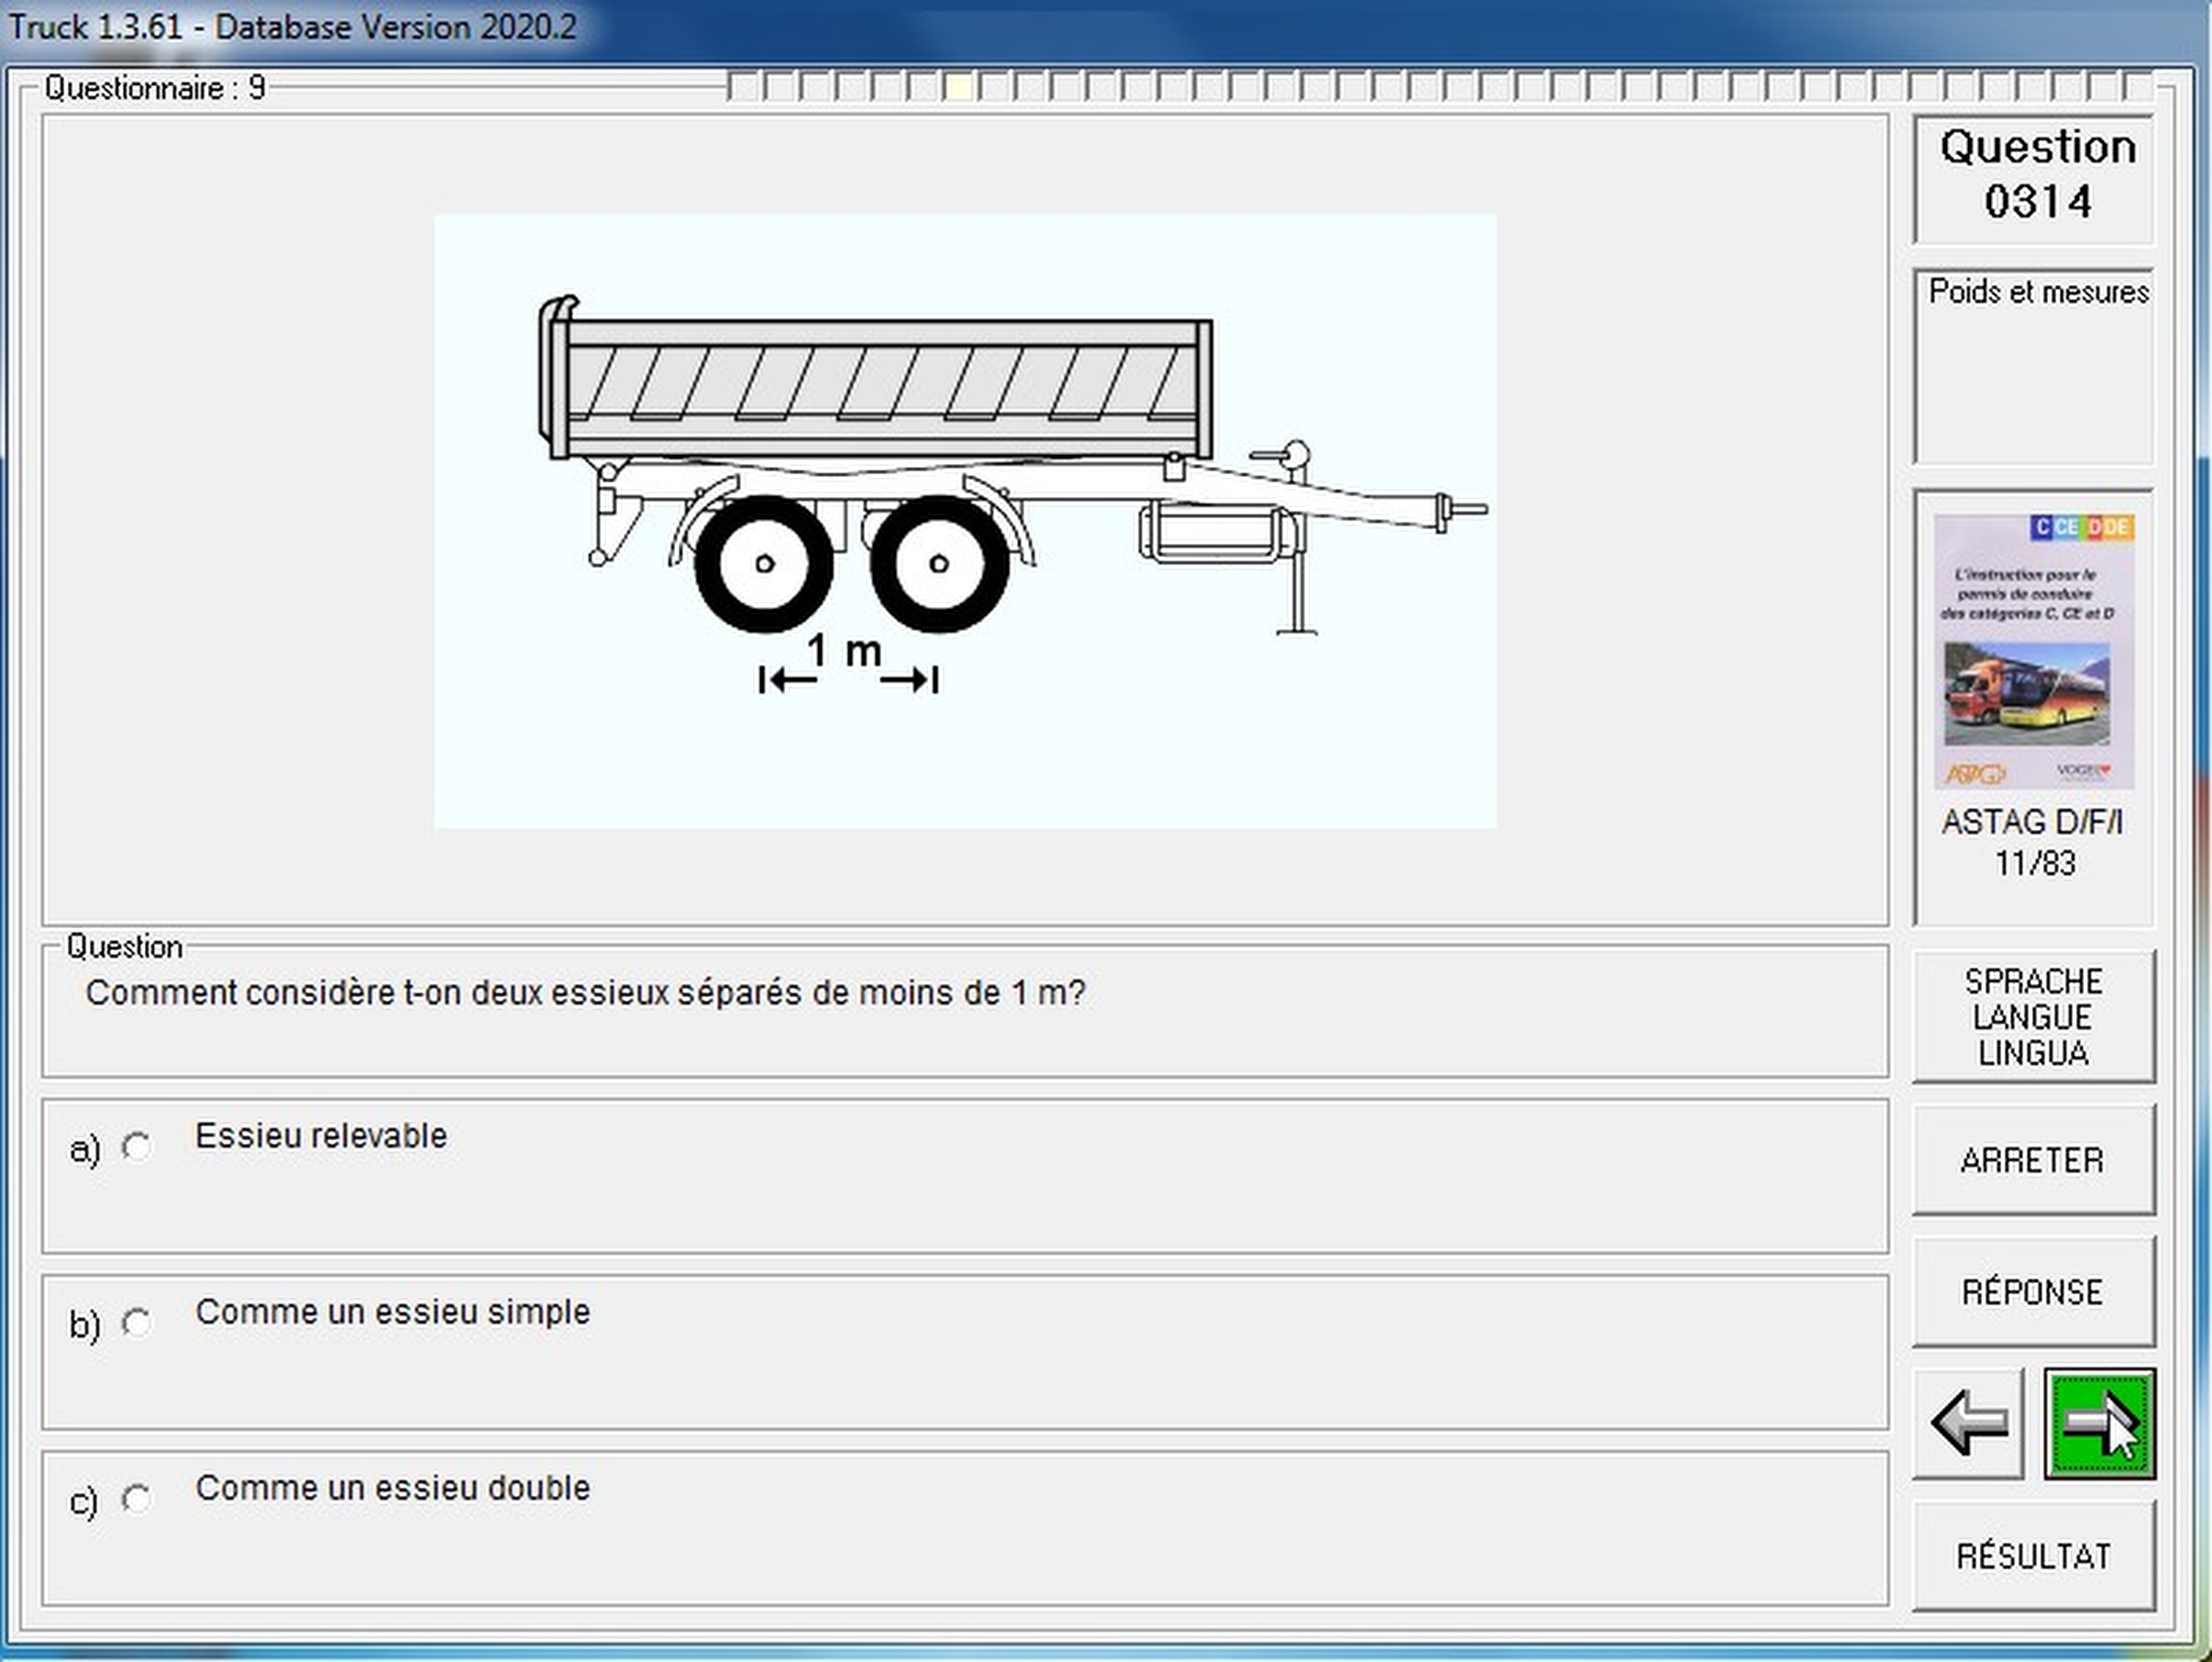 Truck 1.3.61 - Database Version 2020.2
Questionnaire : 9
Question
0314
Poids et mesures
1 m
C CE D DE
L'instruction pour le
permis de conduire
des catégories C, CE et D
ASTAG
VOGEL
ASTAG D/F/I
11/83
Question
Comment considère t-on deux essieux séparés de moins de 1 m?
a) Essieu relevable
b) Comme un essieu simple
c) Comme un essieu double
SPRACHE
LANGUE
LINGUA
ARRETER
RÉPONSE
RÉSULTAT